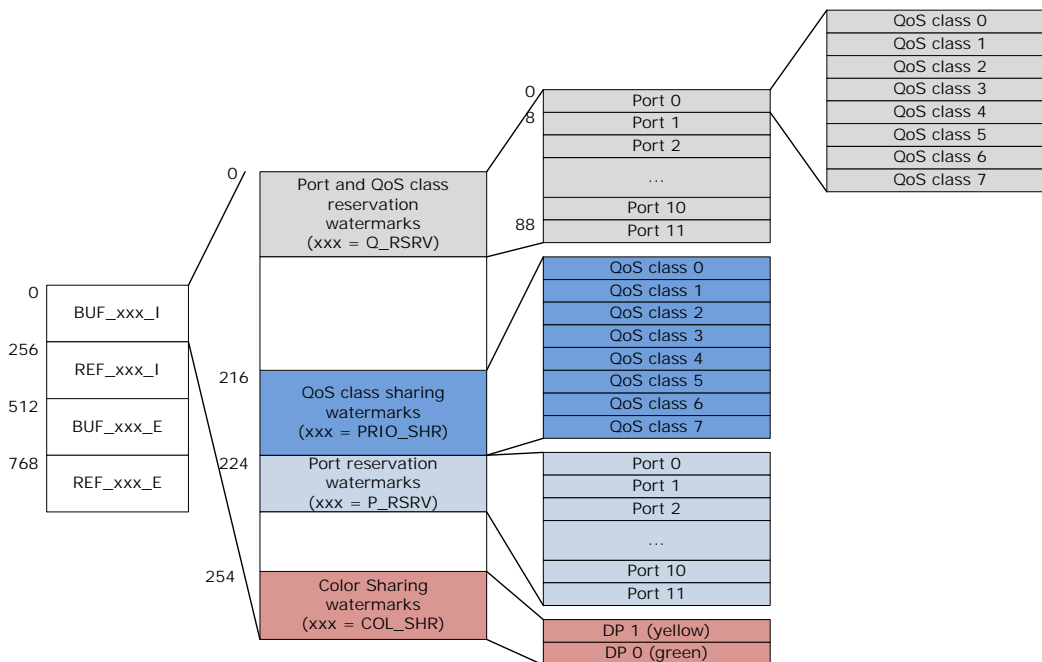 0
BUF_xxx_I
256
REF_xxx_I
512
BUF_xxx_E
768
REF_xxx_E
0
Port and QoS class
reservation
watermarks
(xxx = Q_RSRV)
216
QoS class sharing
watermarks
(xxx = PRIO_SHR)
224
Port reservation
watermarks
(xxx = P_RSRV)
254
Color Sharing
watermarks
(xxx = COL_SHR)
0
Port 0
8
Port 1
Port 2
...
Port 10
88
Port 11
QoS class 0
QoS class 1
QoS class 2
QoS class 3
QoS class 4
QoS class 5
QoS class 6
QoS class 7
QoS class 0
QoS class 1
QoS class 2
QoS class 3
QoS class 4
QoS class 5
QoS class 6
QoS class 7
Port 0
Port 1
Port 2
...
Port 10
Port 11
DP 1 (yellow)
DP 0 (green)